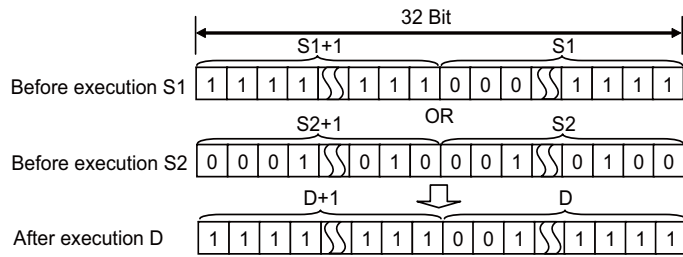 32 Bit
S1+1 S1
Before execution S1 1 1 1 1 1 1 1 0 0 0 1 1 1 1
OR
S2+1 S2
Before execution S2 0 0 0 1 0 1 0 0 0 1 0 1 0 0
D+1 D
After execution D 1 1 1 1 1 1 1 0 0 1 1 1 1 1